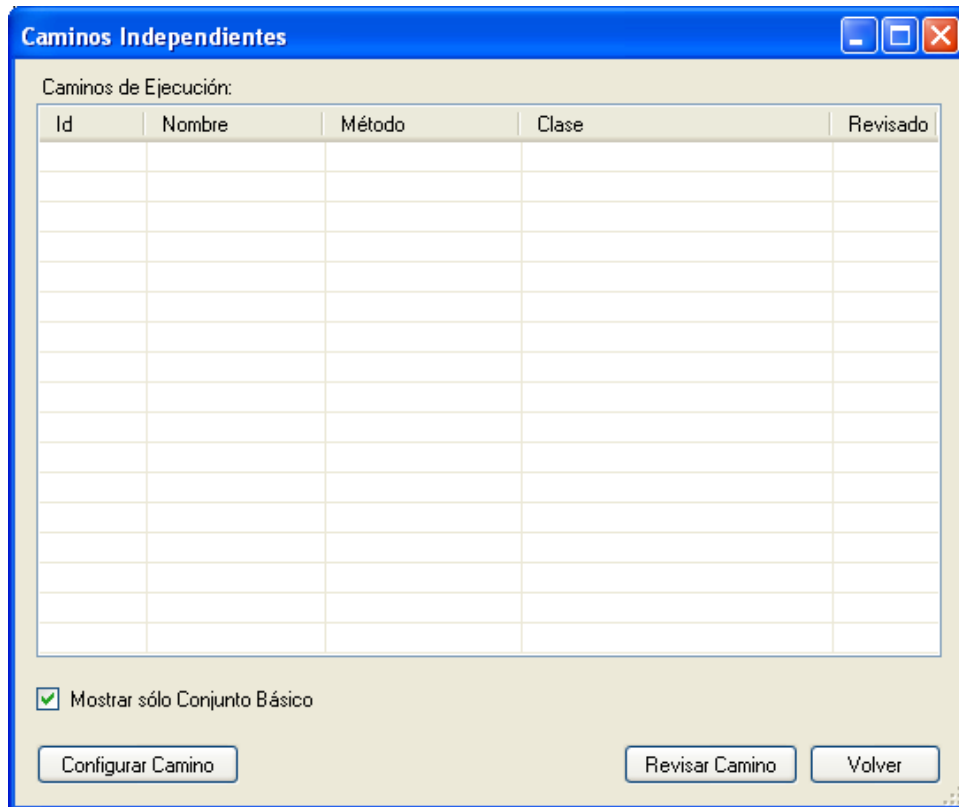 Caminos Independientes
Caminos de Ejecución:
Id Nombre Método Clase Revisado
Mostrar sólo Conjunto Básico
Configurar Camino Revisar Camino Volver